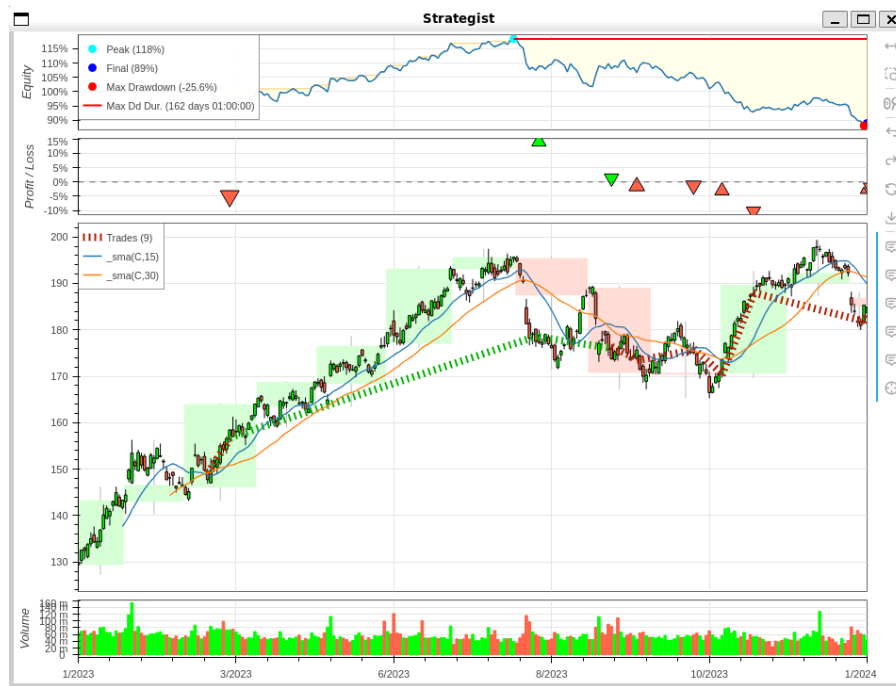 Strategist
Equity
115%
110%
105%
100%
95%
90%
Peak (118%)
Final (89%)
Max Drawdown (-25.6%)
Max Dd Dur. (162 days 01:00:00)
Profit / Loss
15%
10%
5%
0%
-5%
-10%
200
190
180
170
160
150
140
130
Trades (9)
_sma(C,15)
_sma(C,30)
Volume
160 m
140 m
120 m
100 m
80 m
60 m
40 m
20 m
0
1/2023
3/2023
6/2023
8/2023
10/2023
1/2024